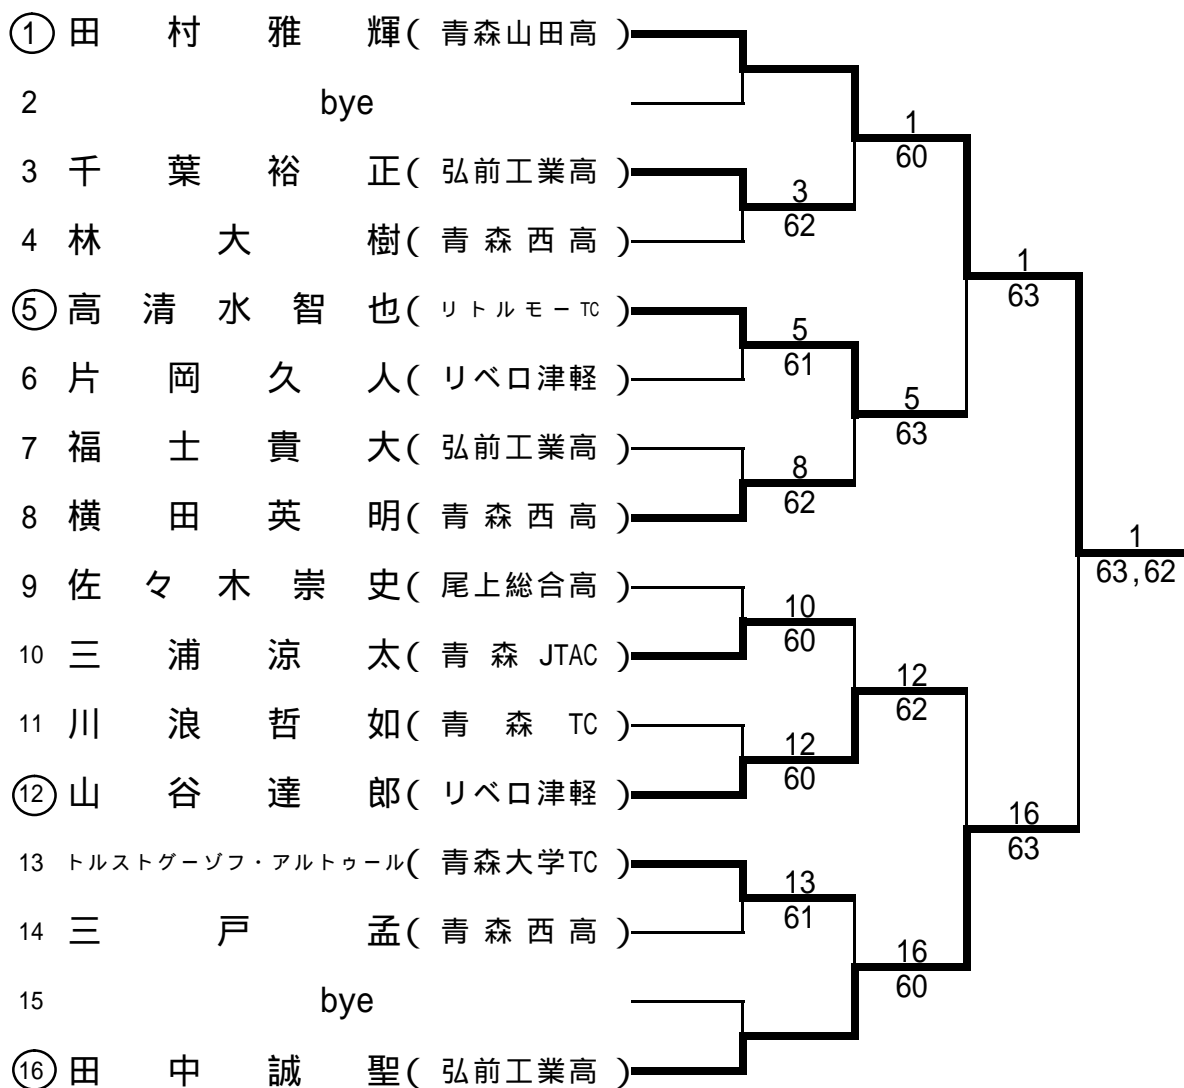 ① 田村雅輝 ( 青森山田高 )
2 bye
1
60
3 千葉裕正 ( 弘前工業高 )
3
62
4 林大樹 ( 青森西高 )
1
63
⑤ 高清水智也 ( リトルモーTC )
5
61
6 片岡久人 ( リベロ津軽 )
5
63
7 福士貴大 ( 弘前工業高 )
8
62
8 横田英明 ( 青森西高 )
1
63,62
9 佐々木崇史 ( 尾上総合高 )
10
60
10 三浦涼太 ( 青森JTAC )
12
62
11 川浪哲如 ( 青森TC )
12
60
⑫ 山谷達郎 ( リベロ津軽 )
16
63
13 トルストグーゾフ・アルトゥール ( 青森大学TC )
13
61
14 三戸孟 ( 青森西高 )
16
60
15 bye
⑯ 田中誠聖 ( 弘前工業高 )